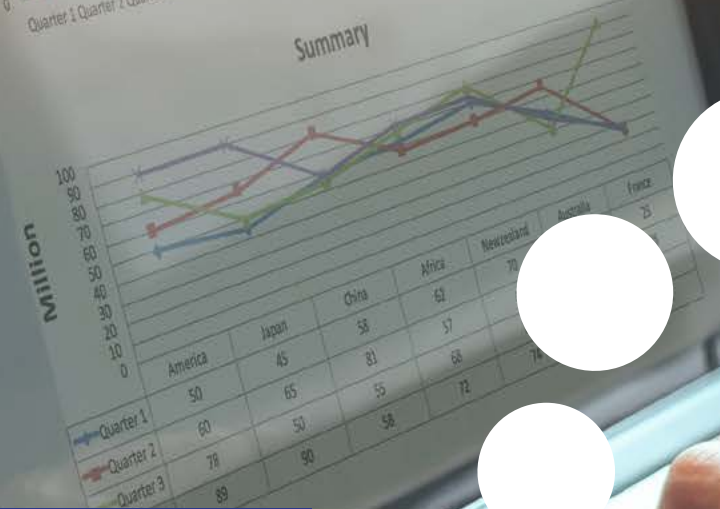 0
Quarter 1 Quarter 2
Summary
100
90
80
70
60
50
40
30
20
10
0
Million
America Japan China Africa Newzealand Australia France
Quarter 1 50 45 58 62 70 25
Quarter 2 60 65 81 57
Quarter 3 78 50 55 68
89 90 58 72 74